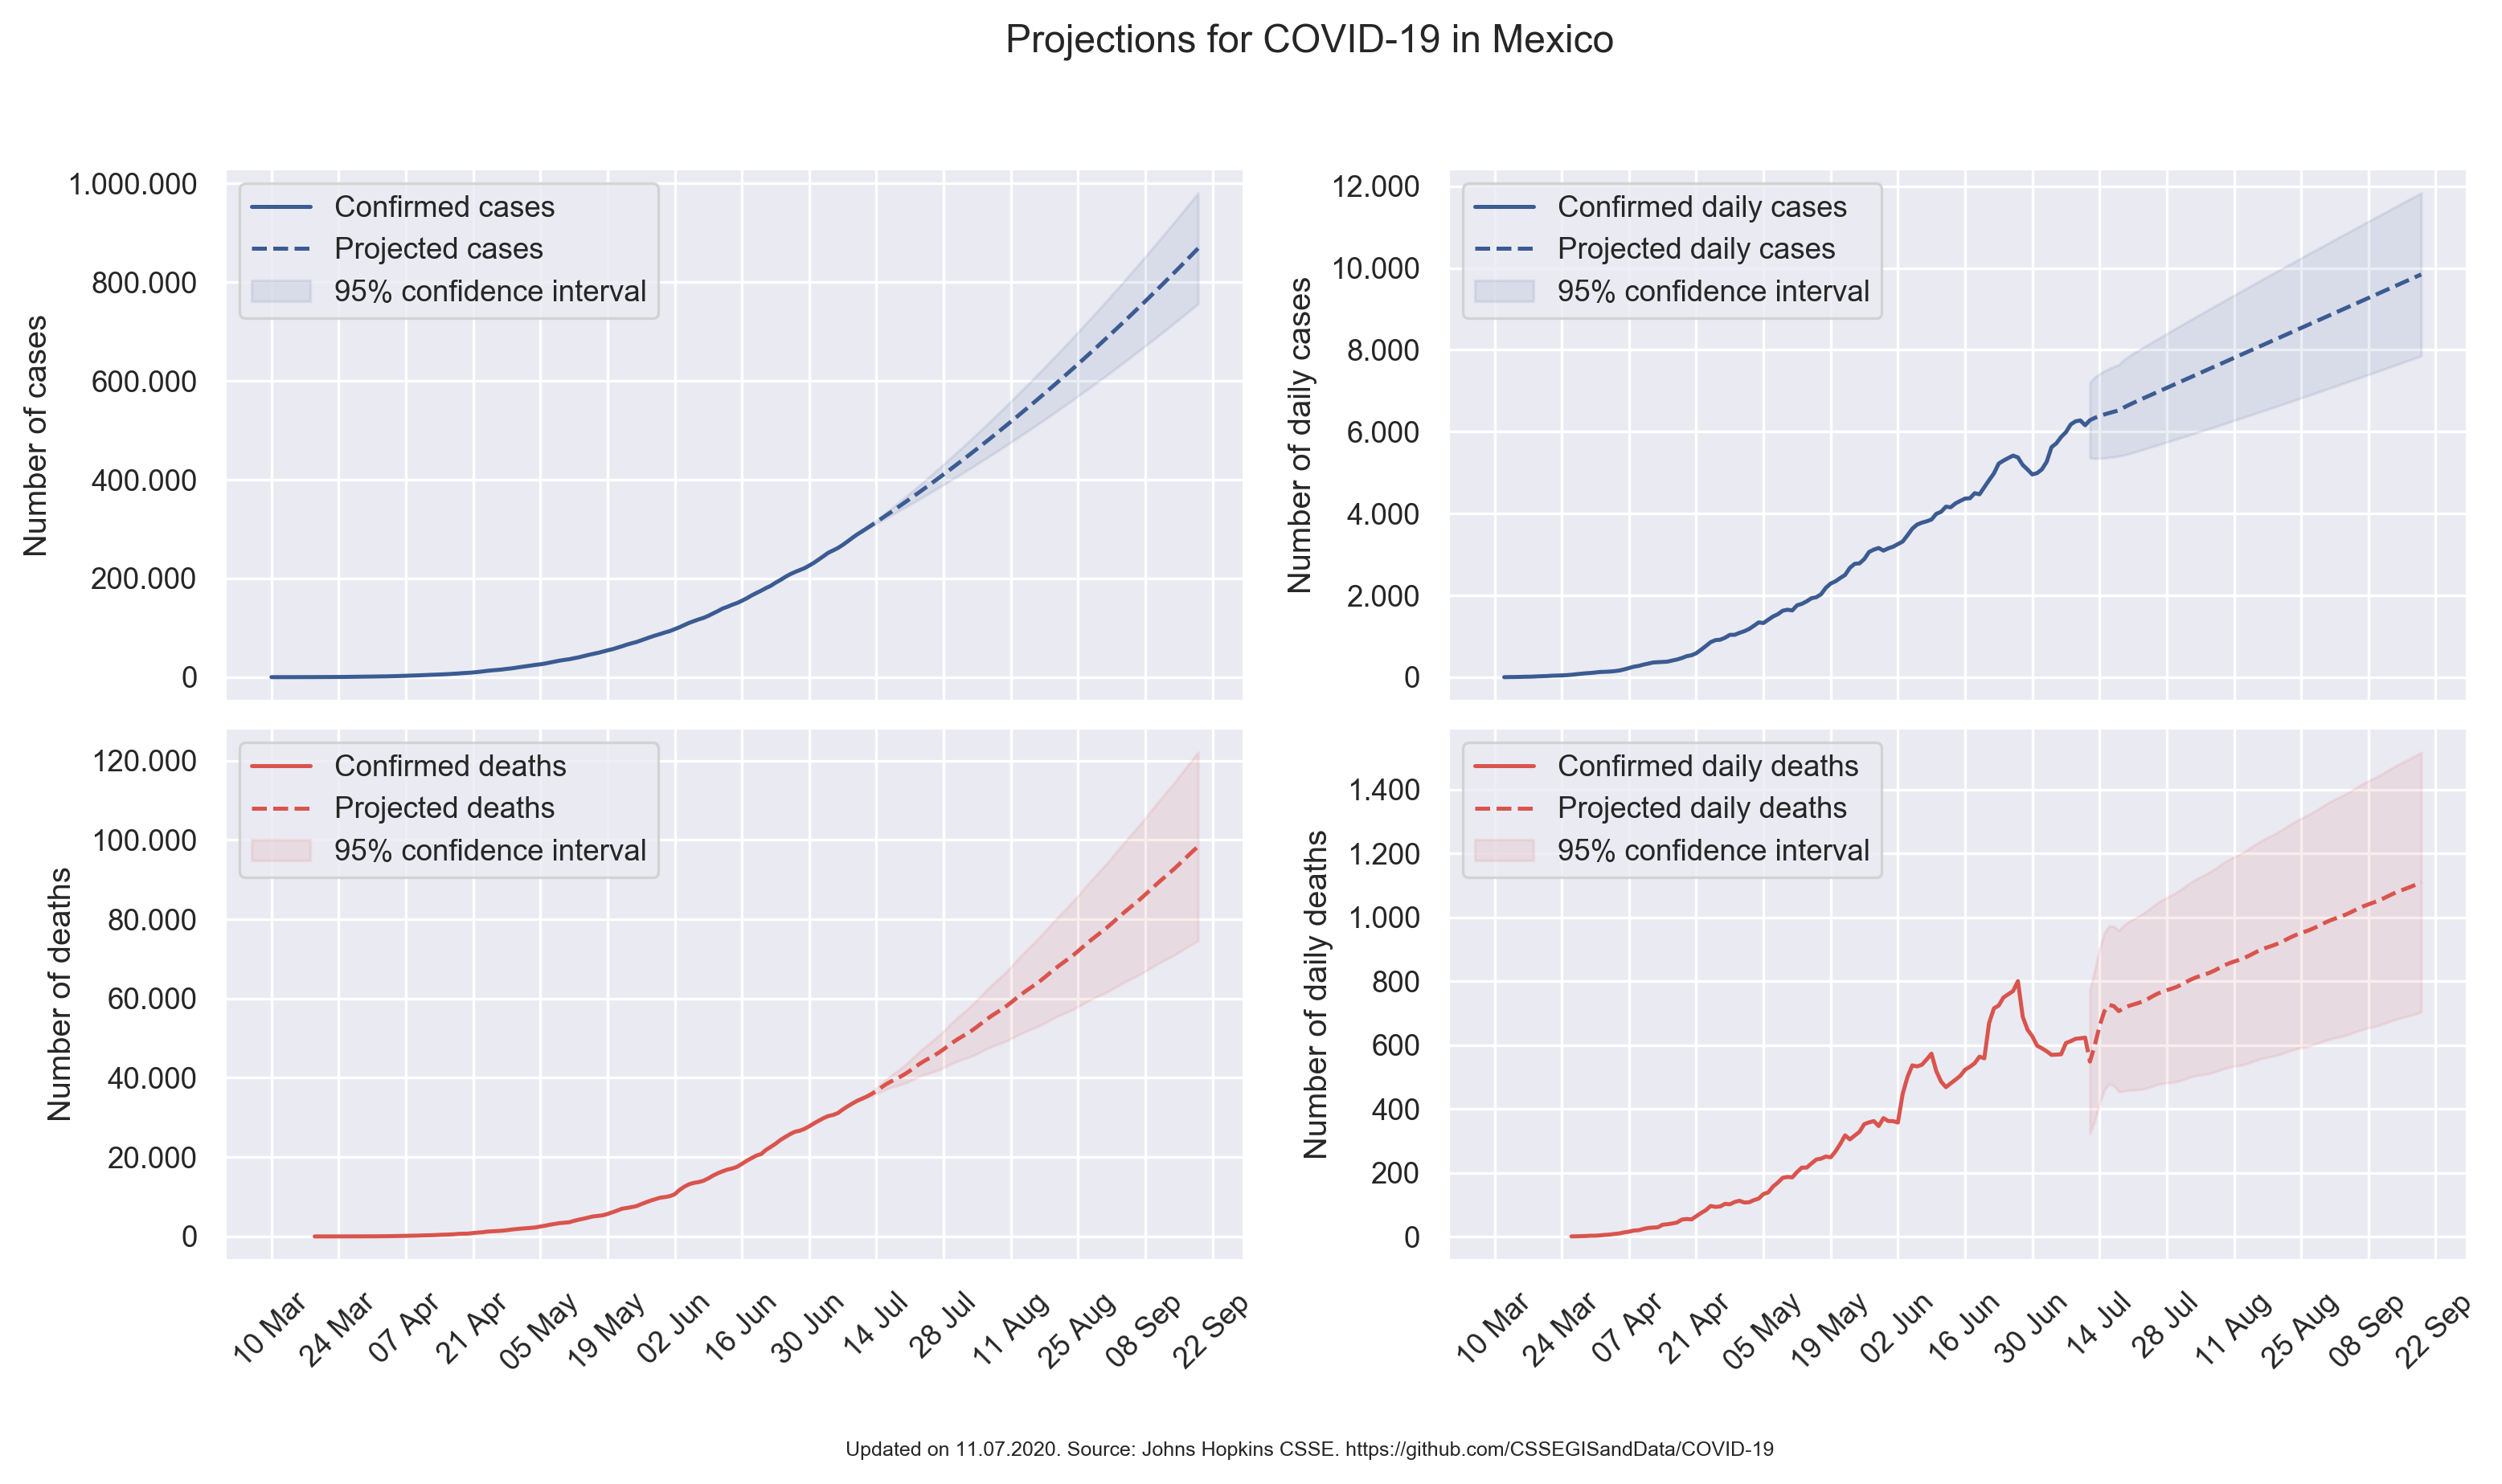 Projections for COVID-19 in Mexico
1.000.000
800.000
600.000
400.000
200.000
0
Number of cases
Confirmed cases
Projected cases
95% confidence interval
12.000
10.000
8.000
6.000
4.000
2.000
0
Number of daily cases
Confirmed daily cases
Projected daily cases
95% confidence interval
120.000
100.000
80.000
60.000
40.000
20.000
0
Number of deaths
Confirmed deaths
Projected deaths
95% confidence interval
10 Mar
24 Mar
07 Apr
21 Apr
05 May
19 May
02 Jun
16 Jun
30 Jun
14 Jul
28 Jul
11 Aug
25 Aug
08 Sep
22 Sep
1.400
1.200
1.000
800
600
400
200
0
Number of daily deaths
Confirmed daily deaths
Projected daily deaths
95% confidence interval
10 Mar
24 Mar
07 Apr
21 Apr
05 May
19 May
02 Jun
16 Jun
30 Jun
14 Jul
28 Jul
11 Aug
25 Aug
08 Sep
22 Sep
Updated on 11.07.2020. Source: Johns Hopkins CSSE. https://github.com/CSSEGISandData/COVID-19